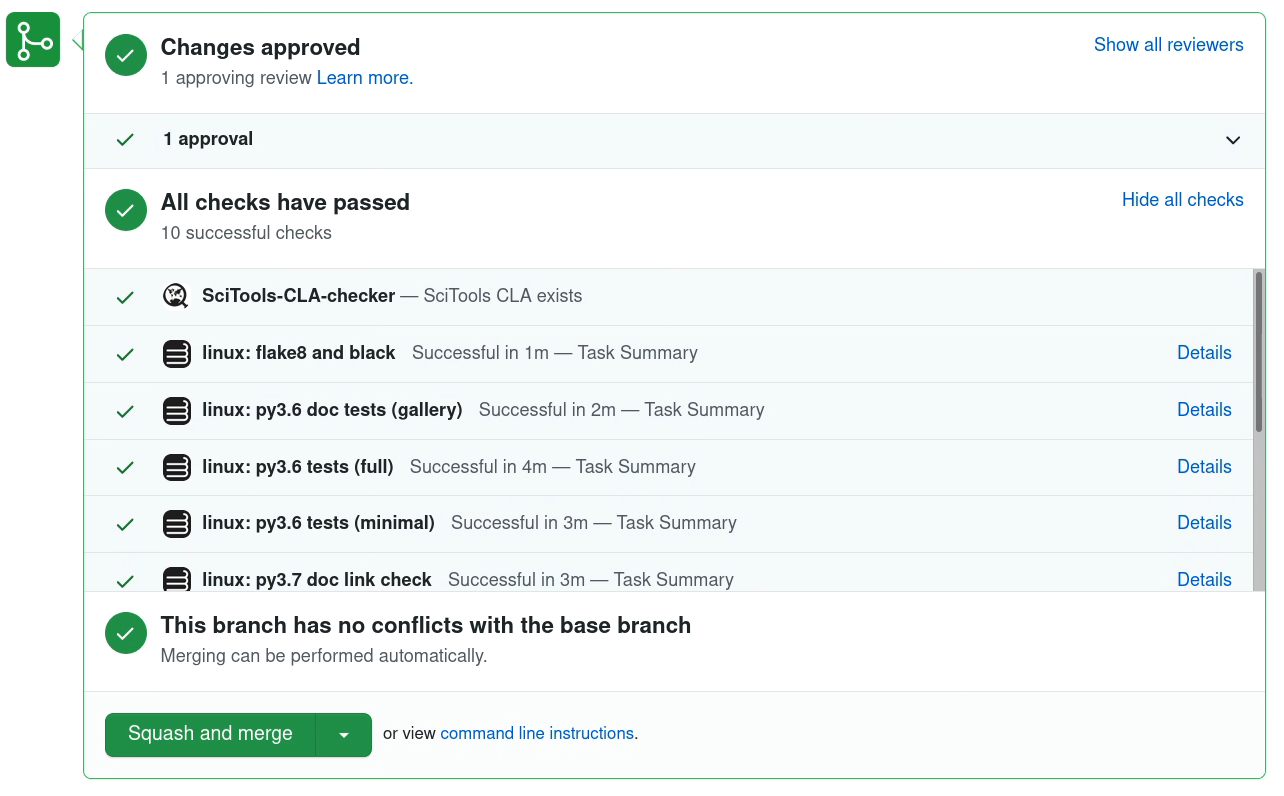 Changes approved
Show all reviewers
1 approving review Learn more.
1 approval
All checks have passed
Hide all checks
10 successful checks
SciTools-CLA-checker — SciTools CLA exists
linux: flake8 and black Successful in 1m — Task Summary Details
linux: py3.6 doc tests (gallery) Successful in 2m — Task Summary Details
linux: py3.6 tests (full) Successful in 4m — Task Summary Details
linux: py3.6 tests (minimal) Successful in 3m — Task Summary Details
linux: py3.7 doc link check Successful in 3m — Task Summary Details
This branch has no conflicts with the base branch
Merging can be performed automatically.
Squash and merge or view command line instructions.